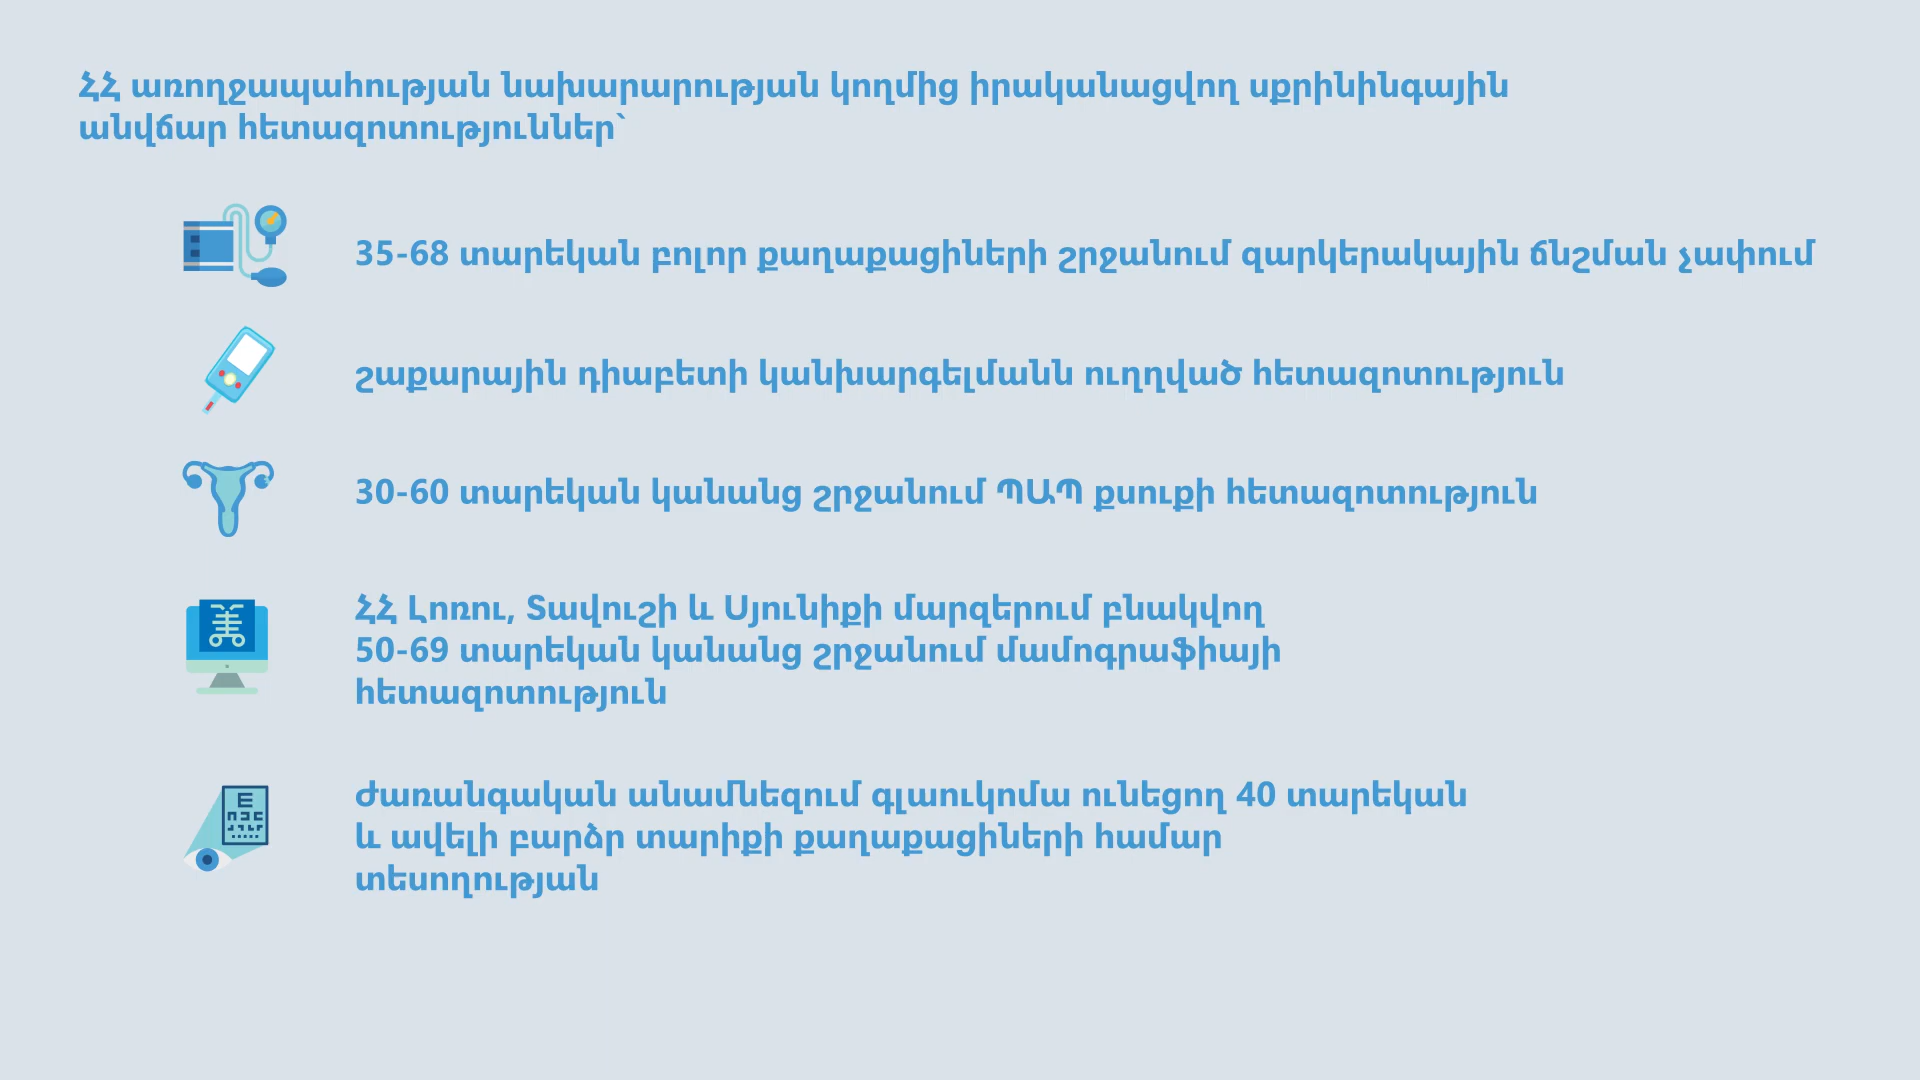 ՀՀ առողջապահության նախարարության կողմից իրականացվող սքրինինգային
անվճար հետազոտություններ՝
35-68 տարեկան բոլոր քաղաքացիների շրջանում զարկերակային ճնշման չափում
շաքարային դիաբետի կանխարգելմանն ուղղված հետազոտություն
30-60 տարեկան կանանց շրջանում ՊԱՊ քսուքի հետազոտություն
ՀՀ Լոռու, Տավուշի և Սյունիքի մարզերում բնակվող
50-69 տարեկան կանանց շրջանում մամոգրաֆիայի
հետազոտություն
ժառանգական անամնեզում գլաուկոմա ունեցող 40 տարեկան
և ավելի բարձր տարիքի քաղաքացիների համար
տեսողության